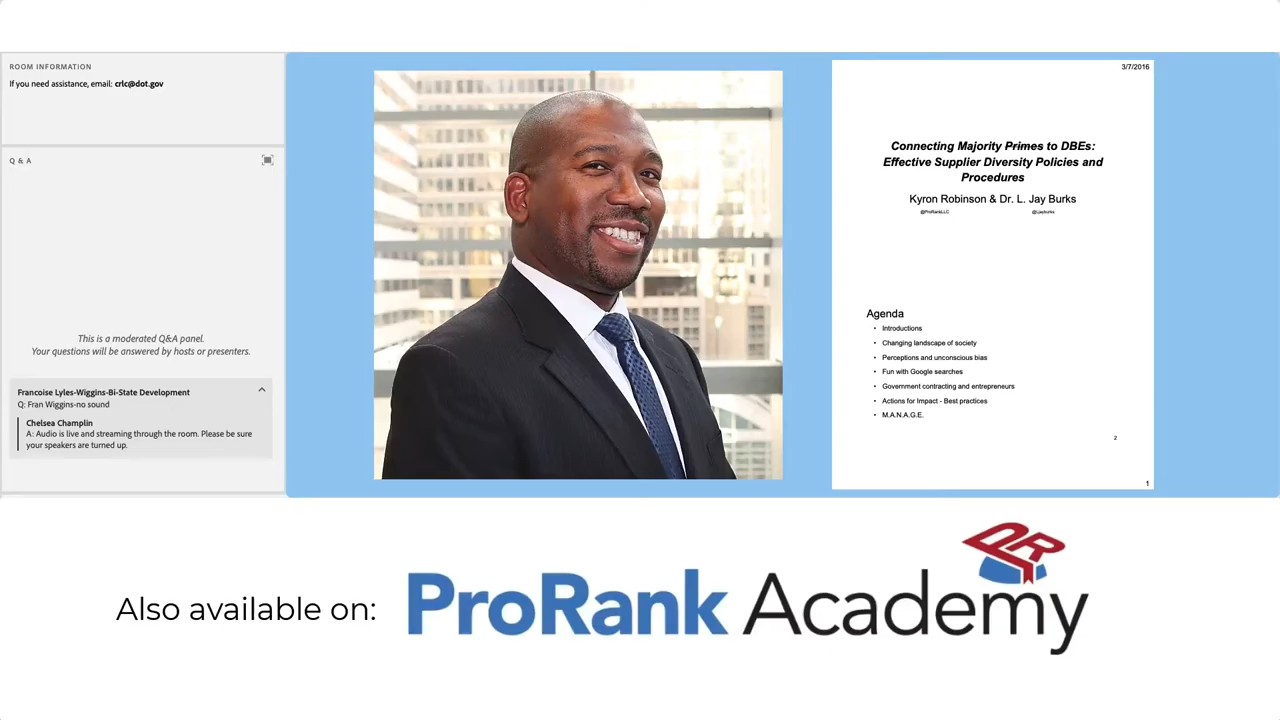 ROOM INFORMATION
If you need assistance, email: crlc@dot.gov
Q & A
This is a moderated Q&A panel.
Your questions will be answered by hosts or presenters.
Francoise Lyles-Wiggins-Bi-State Development
Q: Fran Wiggins-no sound
Chelsea Champlin
A: Audio is live and streaming through the room. Please be sure
your speakers are turned up.
3/7/2016
Connecting Majority Primes to DBEs:
Effective Supplier Diversity Policies and
Procedures
Kyron Robinson & Dr. L. Jay Burks
@ProRankLLC @ljayburks
Agenda
• Introductions
• Changing landscape of society
• Perceptions and unconscious bias
• Fun with Google searches
• Government contracting and entrepreneurs
• Actions for Impact - Best practices
• M.A.N.A.G.E.
2
1
Also available on:
PR
ProRank Academy